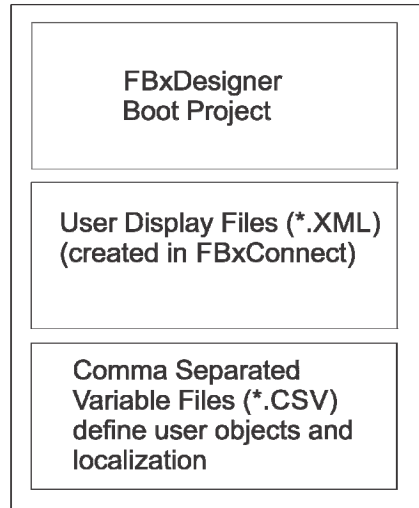 FBxDesigner
Boot Project
User Display Files (*.XML)
(created in FBxConnect)
Comma Separated
Variable Files (*.CSV)
define user objects and
localization